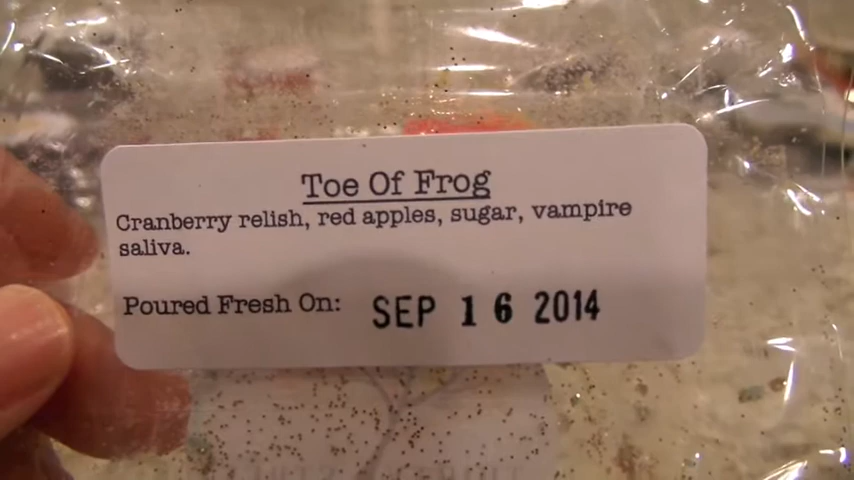 Toe Of Frog
Cranberry relish, red apples, sugar, vampire
saliva.
Poured Fresh On: SEP 16 2014